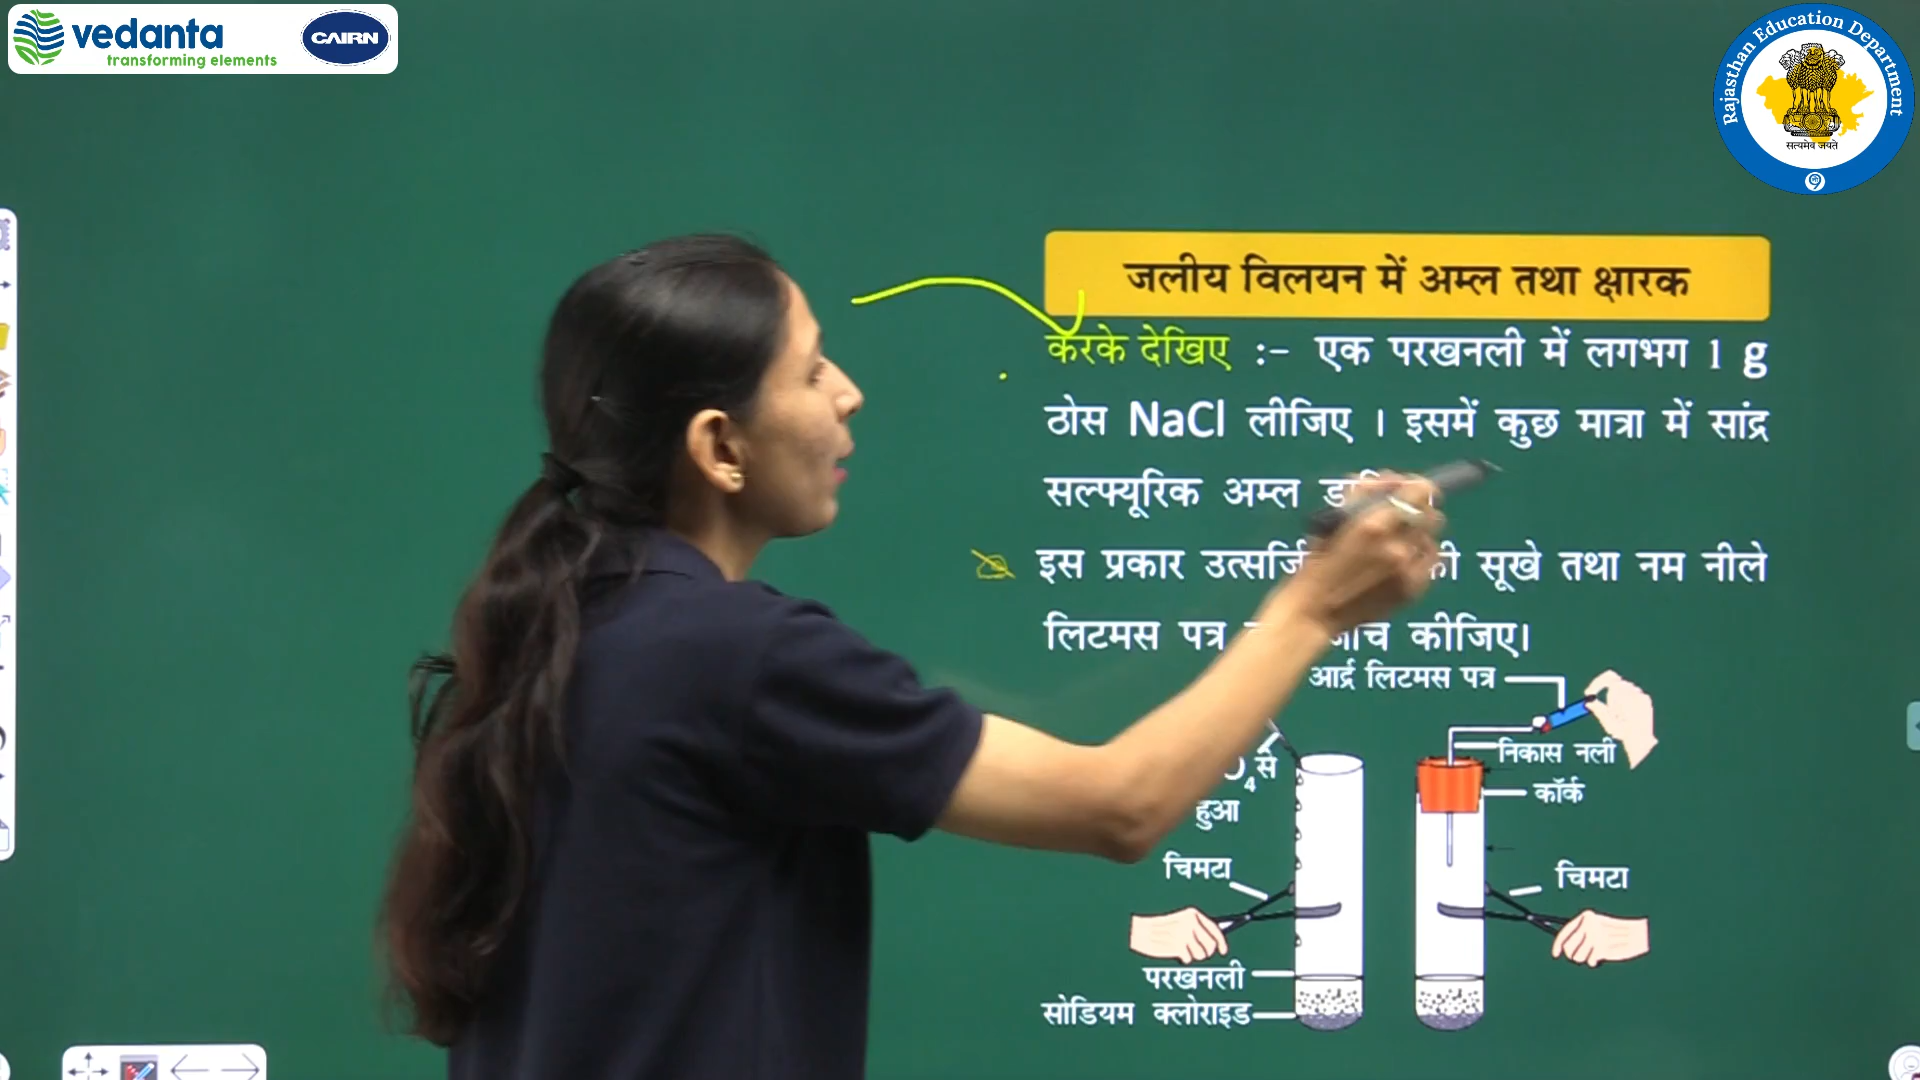 vedanta
transforming elements
CAIRN
Rajasthan Education Department
सत्यमेव जयते
जलीय विलयन में अम्ल तथा क्षारक
करके देखिए :– एक परखनली में लगभग 1 g
ठोस NaCl लीजिए । इसमें कुछ मात्रा में सांद्र
सल्फ्यूरिक अम्ल
इस प्रकार सूखे तथा नम नीले
लिटमस पत्र कीजिए।
आर्द्र लिटमस पत्र
निकास नली
कॉर्क
से
हुआ
चिमटा
चिमटा
परखनली
सोडियम क्लोराइड